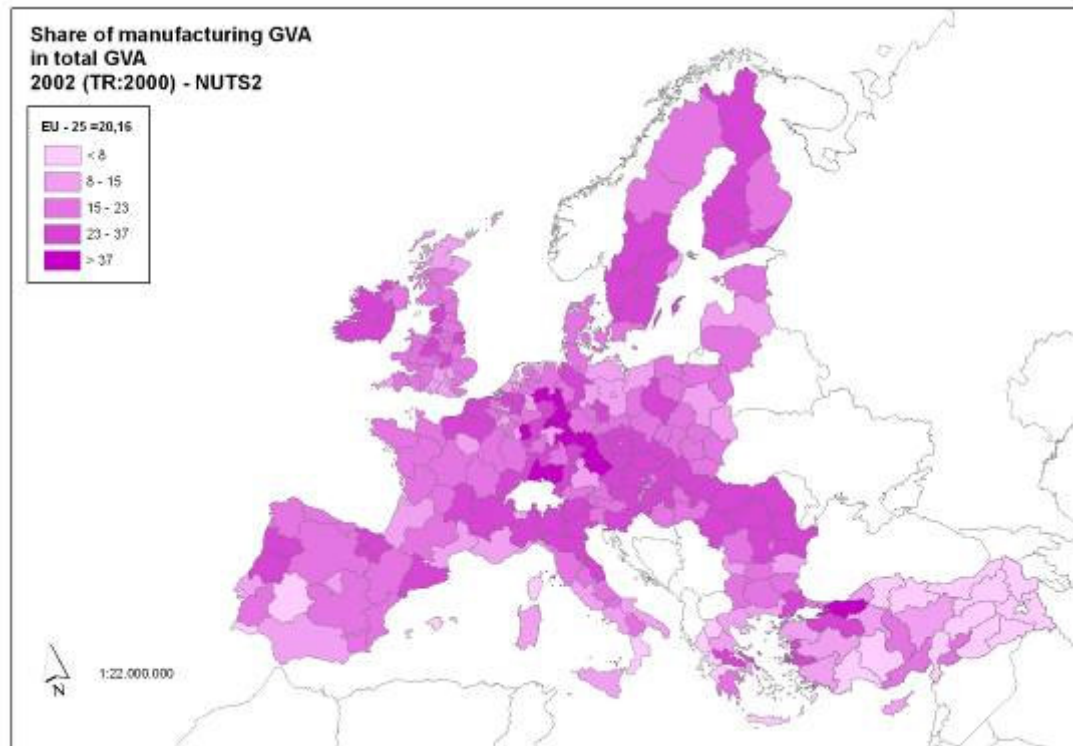 Share of manufacturing GVA
in total GVA
2002 (TR:2000) - NUTS2
EU - 25 =20,16
< 8
8 - 15
15 - 23
23 - 37
> 37
N
1:22.000.000